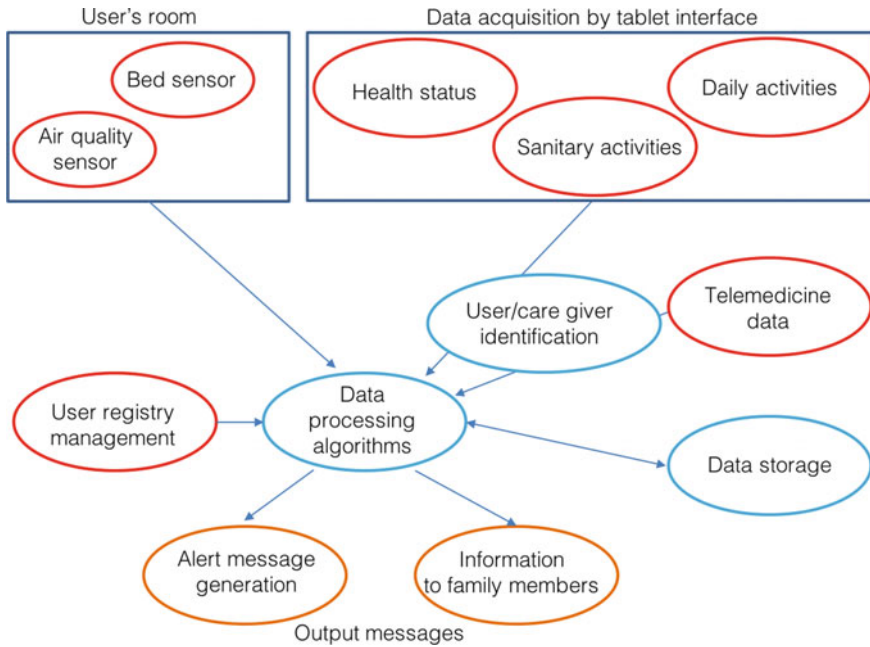 User's room
Data acquisition by tablet interface
Bed sensor
Air quality
sensor
Health status
Daily activities
Sanitary activities
User/care giver
identification
Telemedicine
data
User registry
management
Data
processing
algorithms
Data storage
Alert message
generation
Information
to family members
Output messages